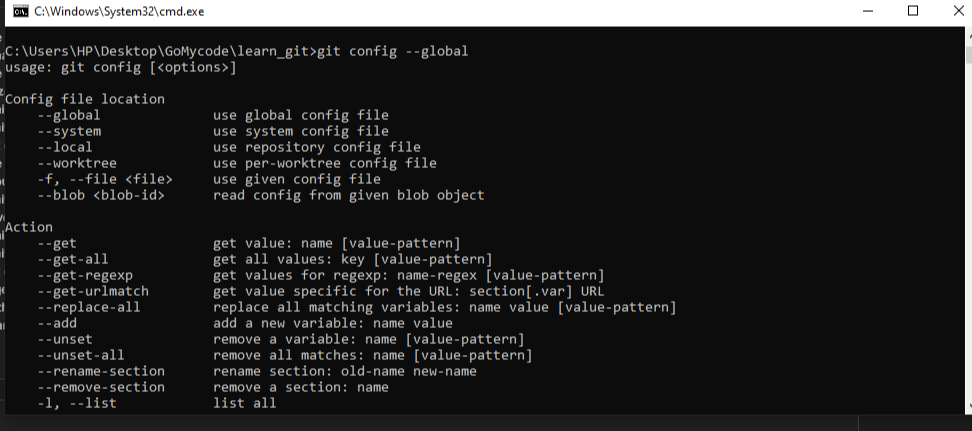 C:\Windows\System32\cmd.exe
C:\Users\HP\Desktop\GoMycode\learn_git>git config --global
usage: git config [<options>]
Config file location
--global use global config file
--system use system config file
--local use repository config file
--worktree use per-worktree config file
-f, --file <file> use given config file
--blob <blob-id> read config from given blob object
Action
--get get value: name [value-pattern]
--get-all get all values: key [value-pattern]
--get-regexp get values for regexp: name-regex [value-pattern]
--get-urlmatch get value specific for the URL: section[.var] URL
--replace-all replace all matching variables: name value [value-pattern]
--add add a new variable: name value
--unset remove a variable: name [value-pattern]
--unset-all remove all matches: name [value-pattern]
--rename-section rename section: old-name new-name
--remove-section remove a section: name
-l, --list list all